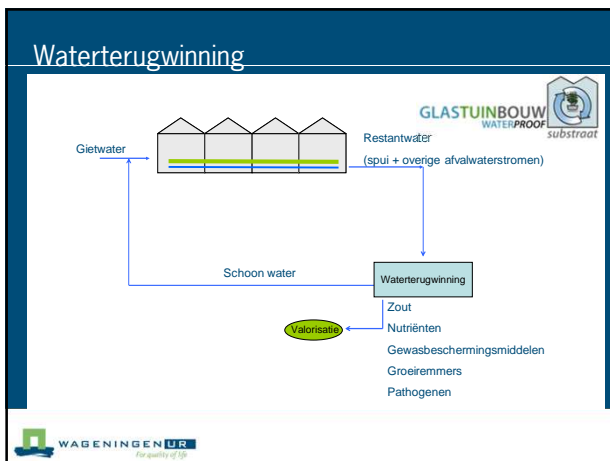 Waterterugwinning
GLASTUINBOUW
WATERPROOF
substraat
Gietwater
Restantwater
(spui + overige afvalwaterstromen)
Schoon water
Waterterugwinning
Valorisatie
Zout
Nutriënten
Gewasbeschermingsmiddelen
Groeiremmers
Pathogenen
WAGENINGEN UR
For quality of life